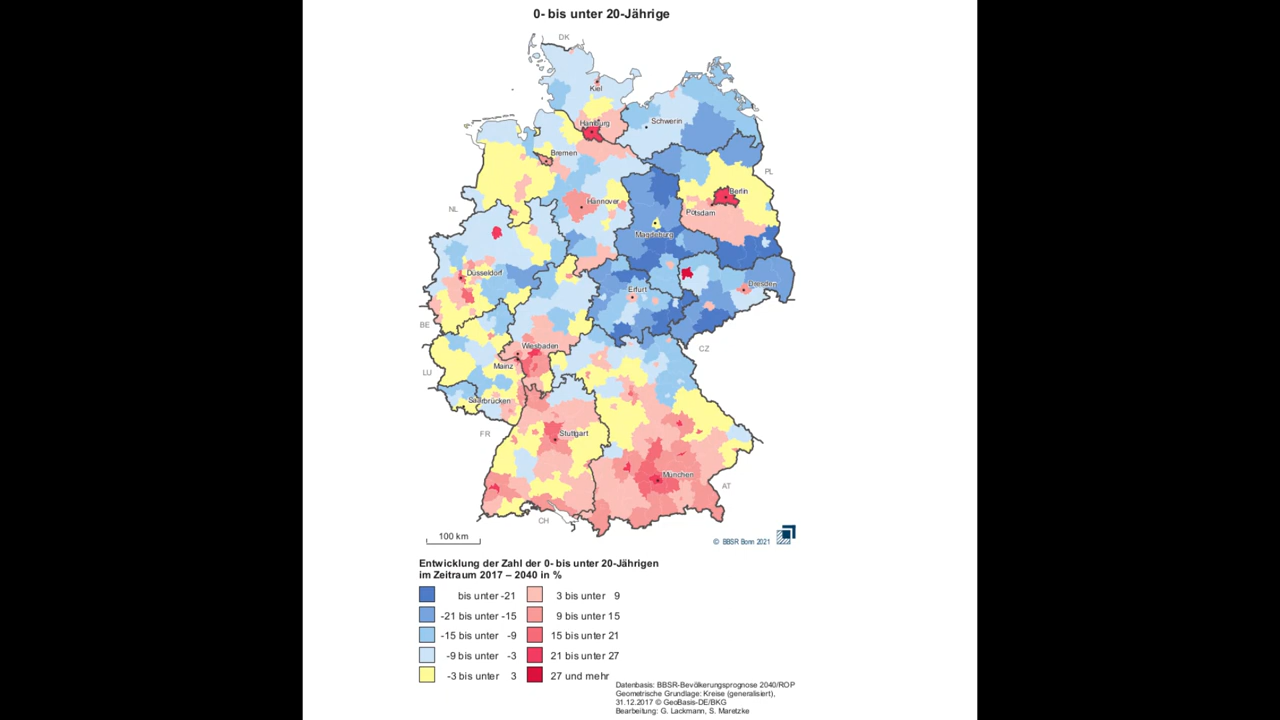 0- bis unter 20-Jährige
DK
Kiel
Hamburg
Schwerin
Bremen
PL
Berlin
Hannover
Potsdam
NL
Magdeburg
Düsseldorf
Dresden
Erfurt
BE
Wiesbaden
CZ
Mainz
LU
Saarbrücken
FR
Stuttgart
München
AT
CH
100 km
© BBSR Bonn 2021
Entwicklung der Zahl der 0- bis unter 20-Jährigen
im Zeitraum 2017 – 2040 in %
bis unter -21
3 bis unter 9
-21 bis unter -15
9 bis unter 15
-15 bis unter -9
15 bis unter 21
-9 bis unter -3
21 bis unter 27
-3 bis unter 3
27 und mehr
Datenbasis: BBSR-Bevölkerungsprognose 2040/ROP
Geometrische Grundlage: Kreise (generalisiert),
31.12.2017 © GeoBasis-DE/BKG
Bearbeitung: G. Lackmann, S. Maretzke